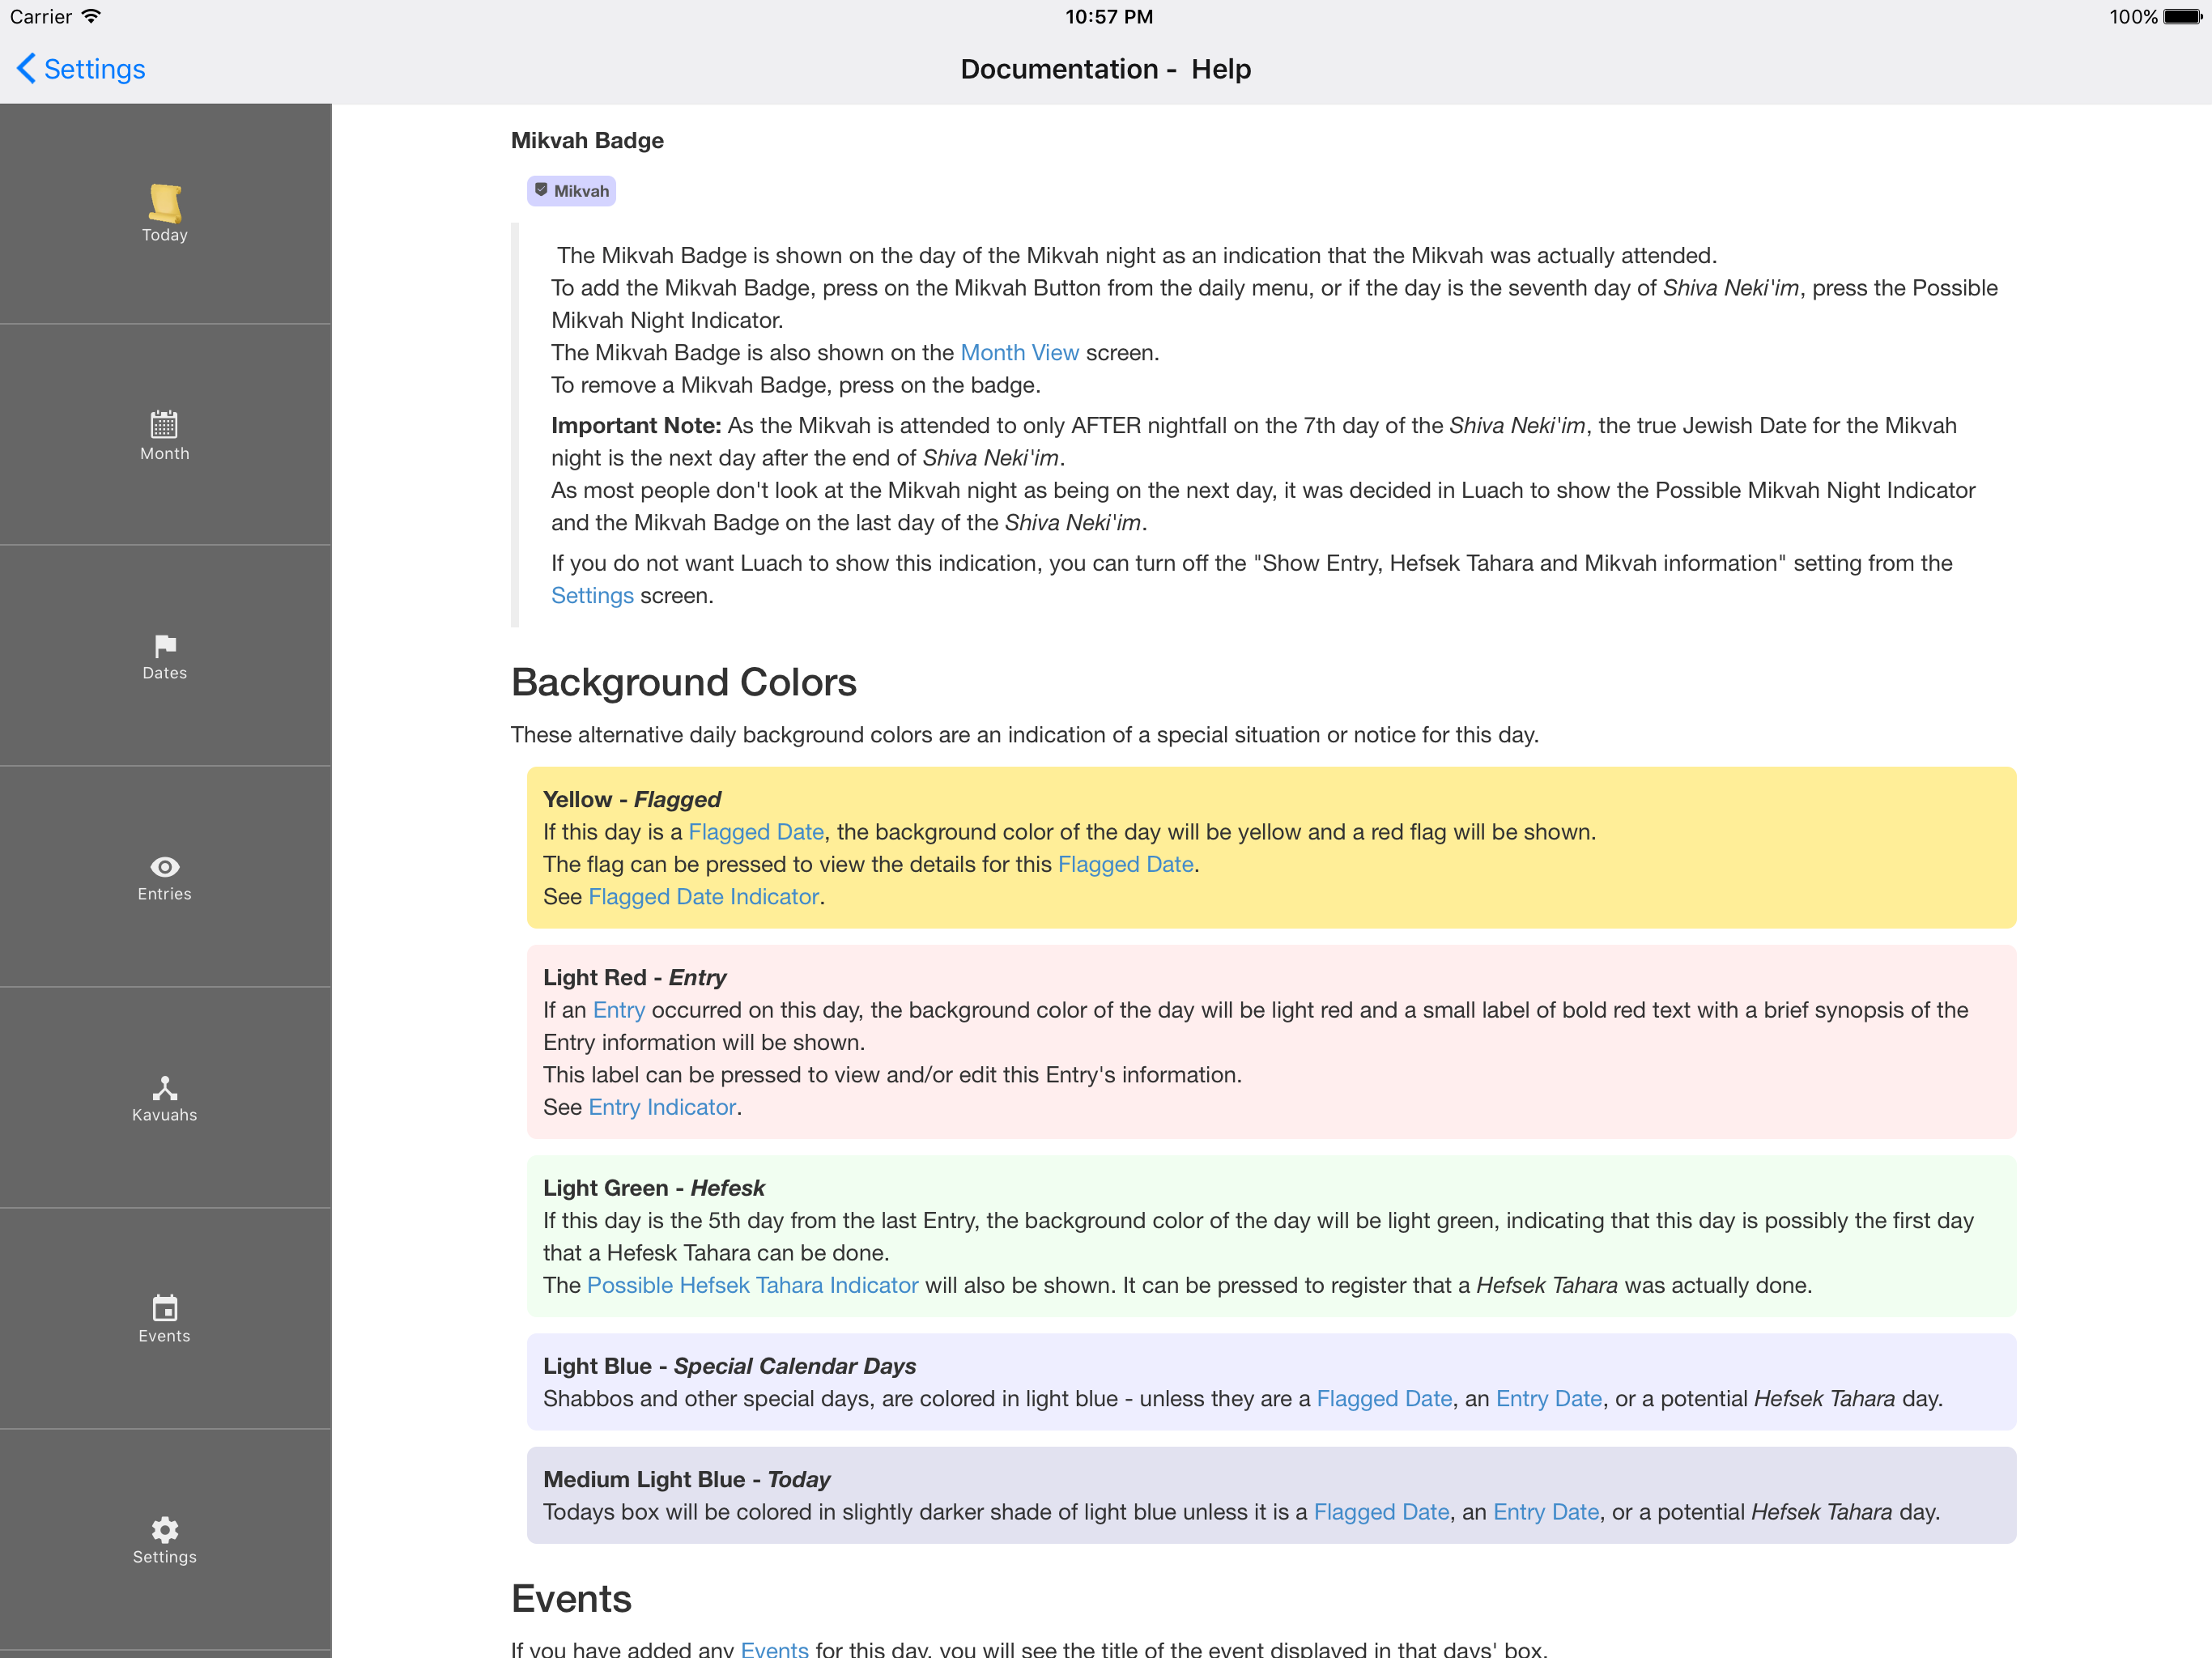 Carrier 10:57 PM 100%
Settings Documentation - Help
Today
Month
Dates
Entries
Kavuahs
Events
Settings
Mikvah Badge
Mikvah
The Mikvah Badge is shown on the day of the Mikvah night as an indication that the Mikvah was actually attended.
To add the Mikvah Badge, press on the Mikvah Button from the daily menu, or if the day is the seventh day of Shiva Neki'im, press the Possible
Mikvah Night Indicator.
The Mikvah Badge is also shown on the Month View screen.
To remove a Mikvah Badge, press on the badge.
Important Note: As the Mikvah is attended to only AFTER nightfall on the 7th day of the Shiva Neki'im, the true Jewish Date for the Mikvah
night is the next day after the end of Shiva Neki'im.
As most people don't look at the Mikvah night as being on the next day, it was decided in Luach to show the Possible Mikvah Night Indicator
and the Mikvah Badge on the last day of the Shiva Neki'im.
If you do not want Luach to show this indication, you can turn off the "Show Entry, Hefsek Tahara and Mikvah information" setting from the
Settings screen.
Background Colors
These alternative daily background colors are an indication of a special situation or notice for this day.
Yellow - Flagged
If this day is a Flagged Date, the background color of the day will be yellow and a red flag will be shown.
The flag can be pressed to view the details for this Flagged Date.
See Flagged Date Indicator.
Light Red - Entry
If an Entry occurred on this day, the background color of the day will be light red and a small label of bold red text with a brief synopsis of the
Entry information will be shown.
This label can be pressed to view and/or edit this Entry's information.
See Entry Indicator.
Light Green - Hefesk
If this day is the 5th day from the last Entry, the background color of the day will be light green, indicating that this day is possibly the first day
that a Hefesk Tahara can be done.
The Possible Hefsek Tahara Indicator will also be shown. It can be pressed to register that a Hefsek Tahara was actually done.
Light Blue - Special Calendar Days
Shabbos and other special days, are colored in light blue - unless they are a Flagged Date, an Entry Date, or a potential Hefsek Tahara day.
Medium Light Blue - Today
Todays box will be colored in slightly darker shade of light blue unless it is a Flagged Date, an Entry Date, or a potential Hefsek Tahara day.
Events
If you have added any Events for this day, you will see the title of the event displayed in that days' box.